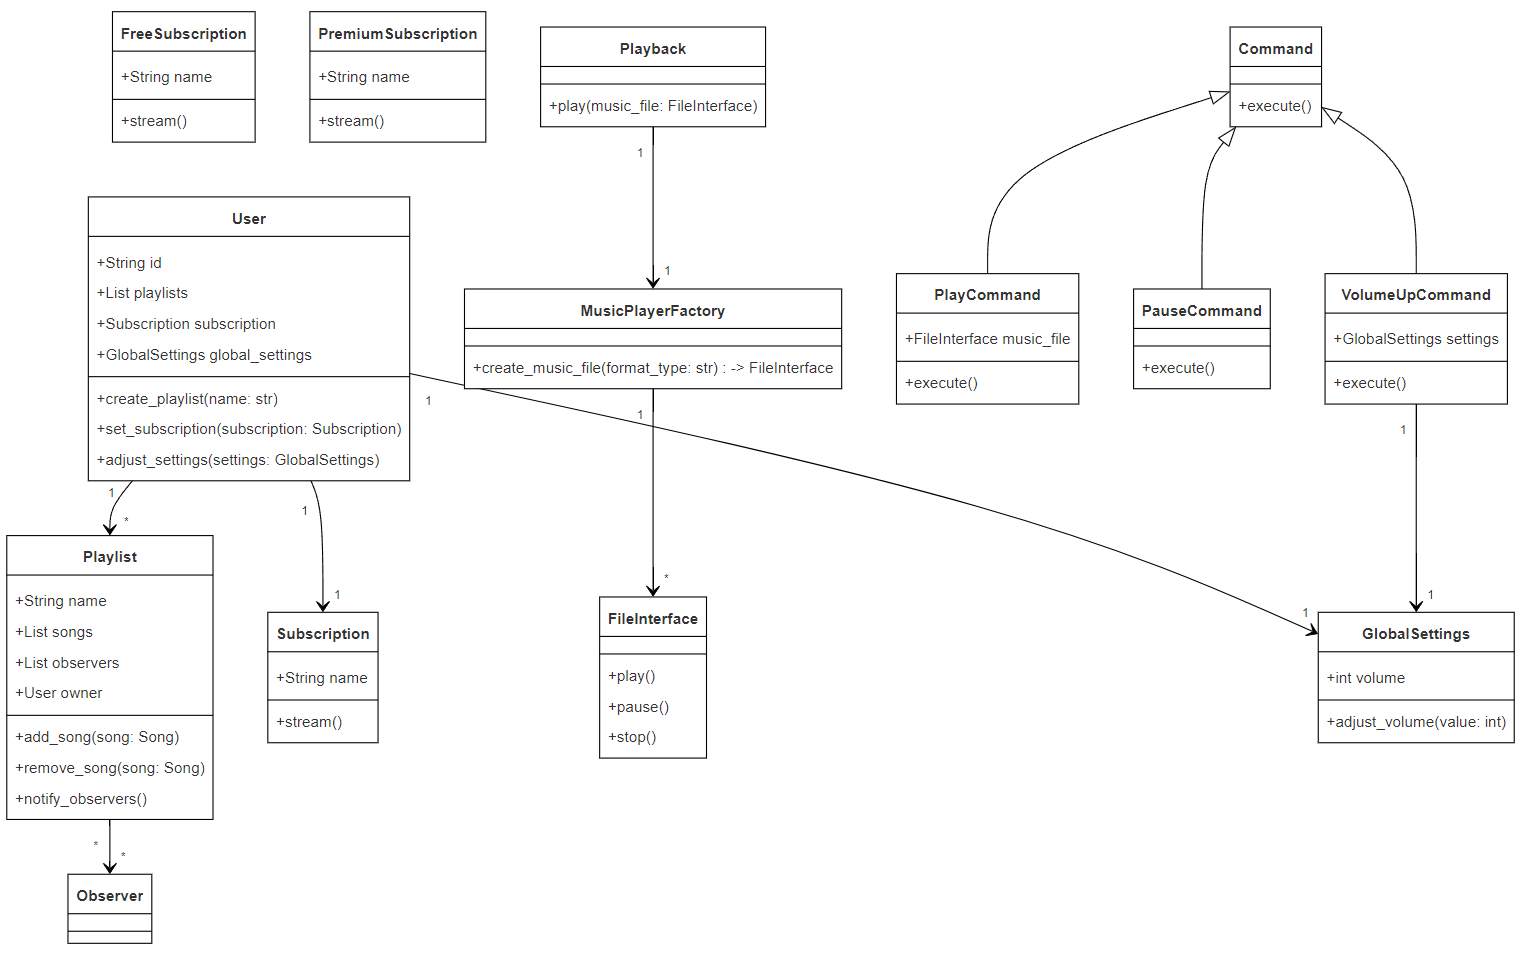 FreeSubscription
+String name
+stream()
PremiumSubscription
+String name
+stream()
Playback
+play(music_file: FileInterface)
1
1
Command
+execute()
User
+String id
+List playlists
+Subscription subscription
+GlobalSettings global_settings
+create_playlist(name: str)
+set_subscription(subscription: Subscription)
+adjust_settings(settings: GlobalSettings)
1
1
*
1
1
1
MusicPlayerFactory
+create_music_file(format_type: str) : -> FileInterface
1
*
PlayCommand
+FileInterface music_file
+execute()
PauseCommand
+execute()
VolumeUpCommand
+GlobalSettings settings
+execute()
1
1
Playlist
+String name
+List songs
+List observers
+User owner
+add_song(song: Song)
+remove_song(song: Song)
+notify_observers()
*
*
Subscription
+String name
+stream()
FileInterface
+play()
+pause()
+stop()
GlobalSettings
+int volume
+adjust_volume(value: int)
Observer